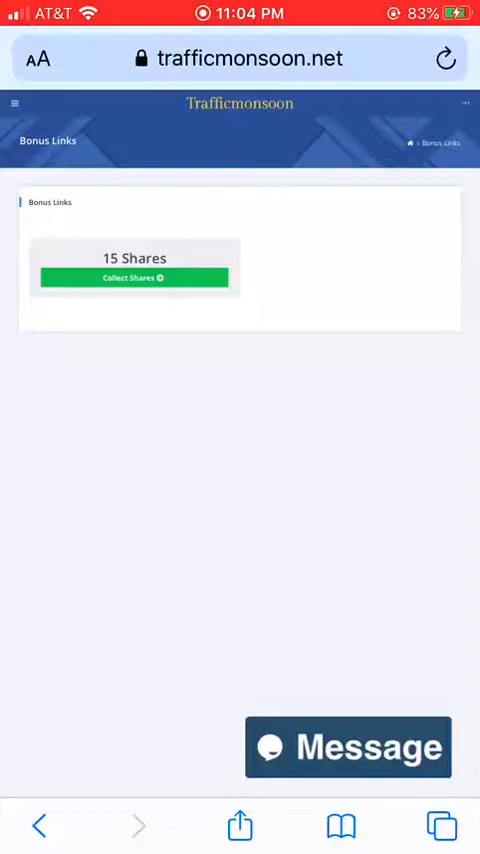 AT&T 11:04 PM 83%
AA trafficmonsoon.net
Trafficmonsoon
Bonus Links
Bonus Links
Bonus Links
15 Shares
Collect Shares
Message